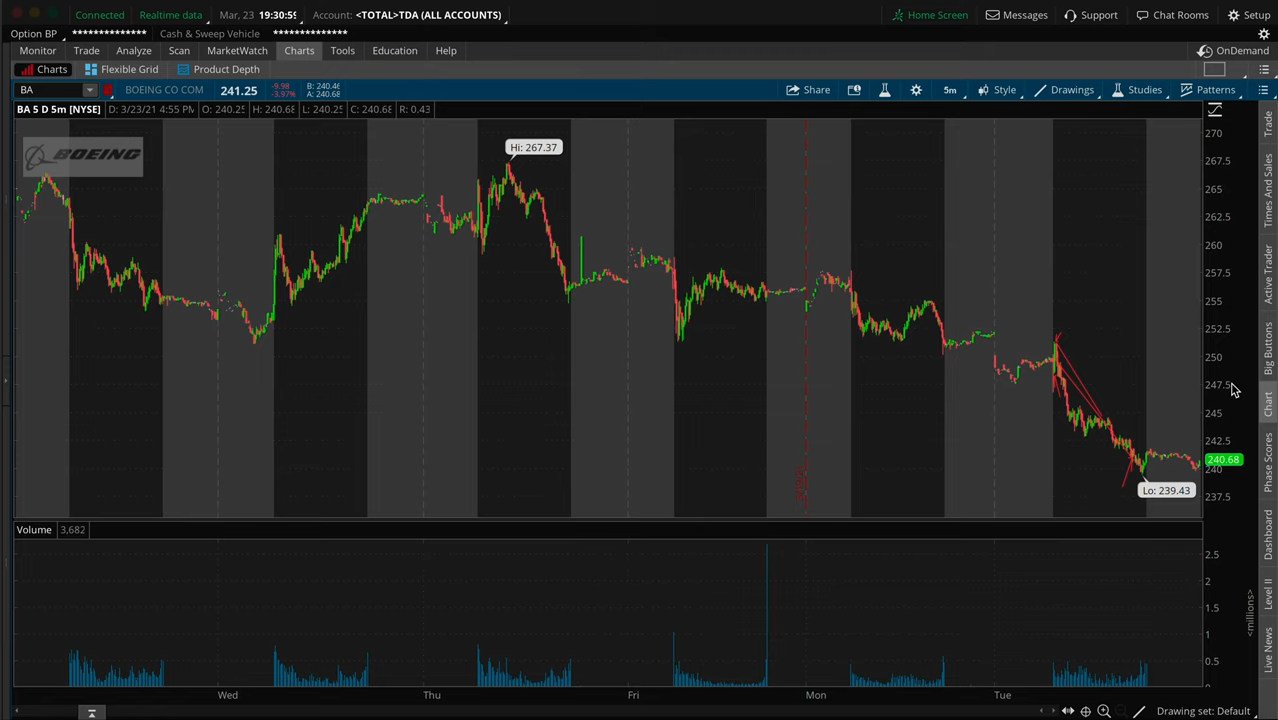 Connected Realtime data Mar, 23 19:30:59 Account: <TOTAL>TDA (ALL ACCOUNTS) Home Screen Messages Support Chat Rooms Setup
Option BP ************** Cash & Sweep Vehicle **************
Monitor Trade Analyze Scan MarketWatch Charts Tools Education Help OnDemand
Charts Flexible Grid Product Depth
BA BOEING CO COM 241.25 -9.98 -3.97% B: 240.46 A: 240.68 Share 5m Style Drawings Studies Patterns
BA 5 D 5m [NYSE] D: 3/23/21 4:55 PM O: 240.25 H: 240.68 L: 240.25 C: 240.68 R: 0.43
BOEING
Hi: 267.37
270
267.5
265
262.5
260
257.5
255
252.5
250
247.5
245
242.5
240.68
240
237.5
Lo: 239.43
Volume 3,682
2.5
2
1.5
1
0.5
0
<millions>
Wed Thu Fri Mon Tue
Drawing set: Default
Trade
Times And Sales
Active Trader
Big Buttons
Chart
Phase Scores
Dashboard
Level II
Live News